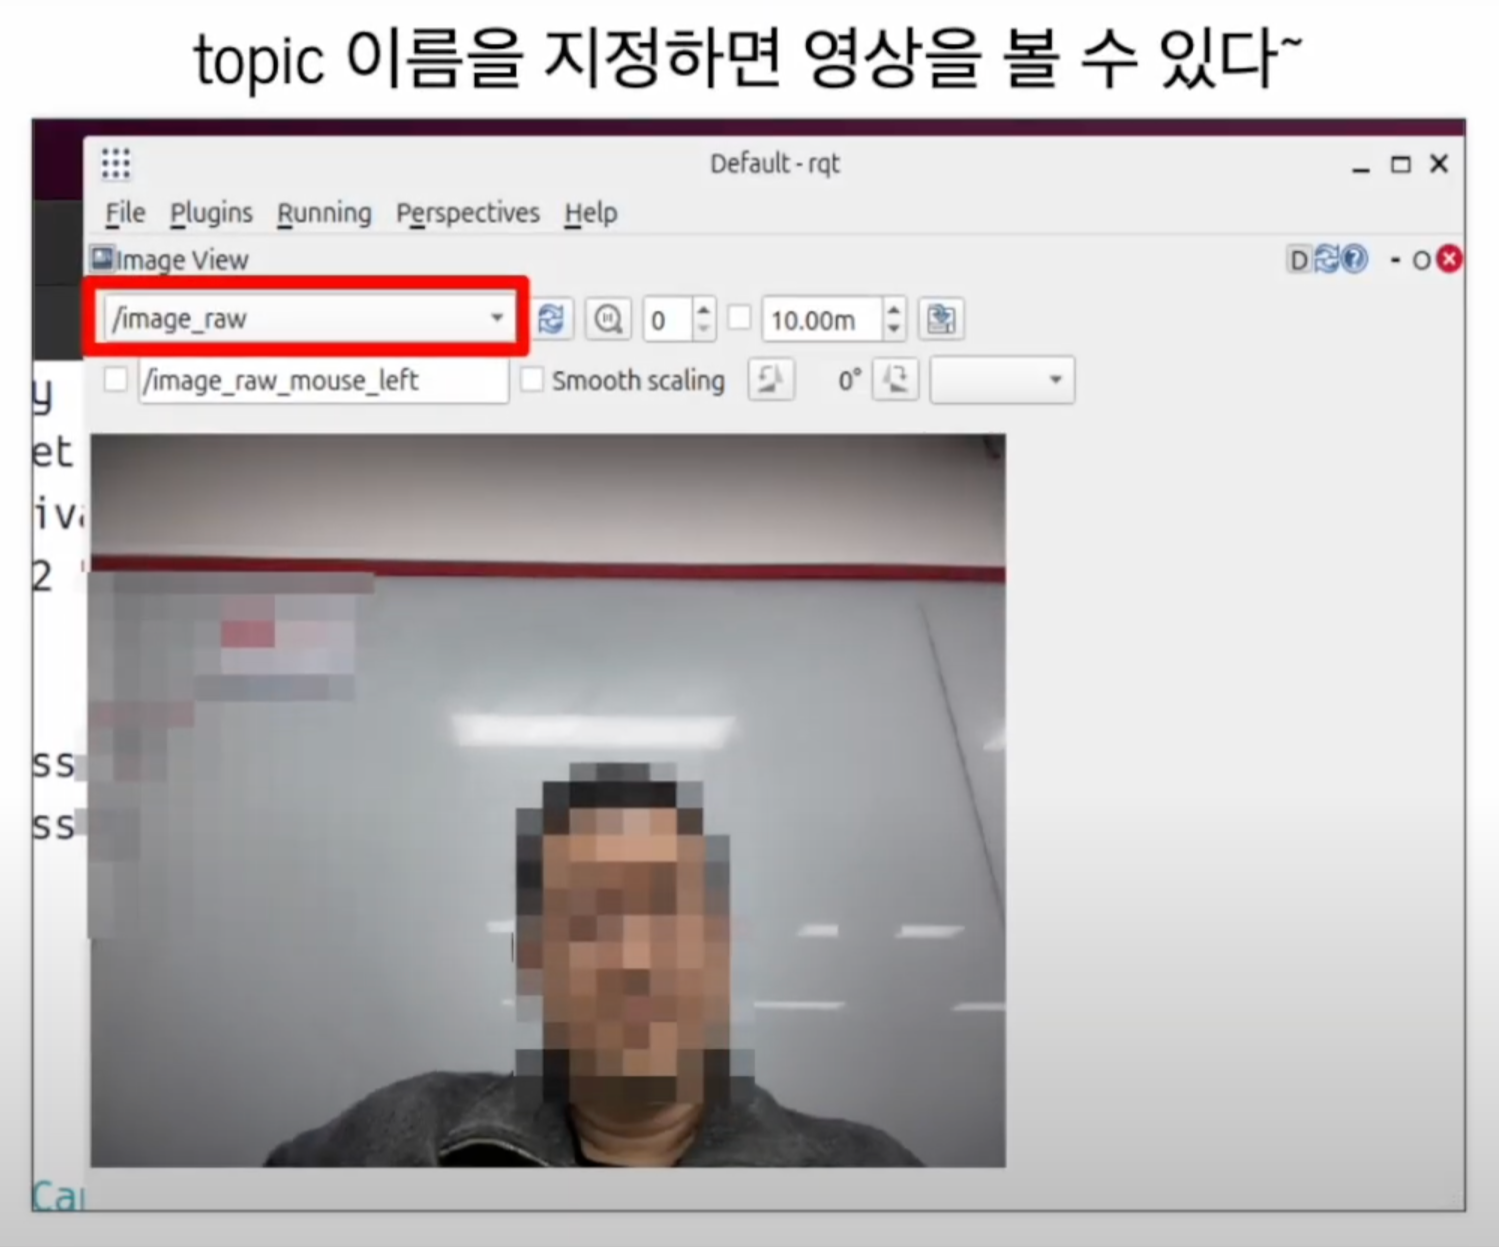 topic 이름을 지정하면 영상을 볼 수 있다~
Default - rqt
File Plugins Running Perspectives Help
Image View
D
O
/image_raw
0
10.00m
/image_raw_mouse_left
Smooth scaling
0°
y
et
iva
2
ss
ss
Ca